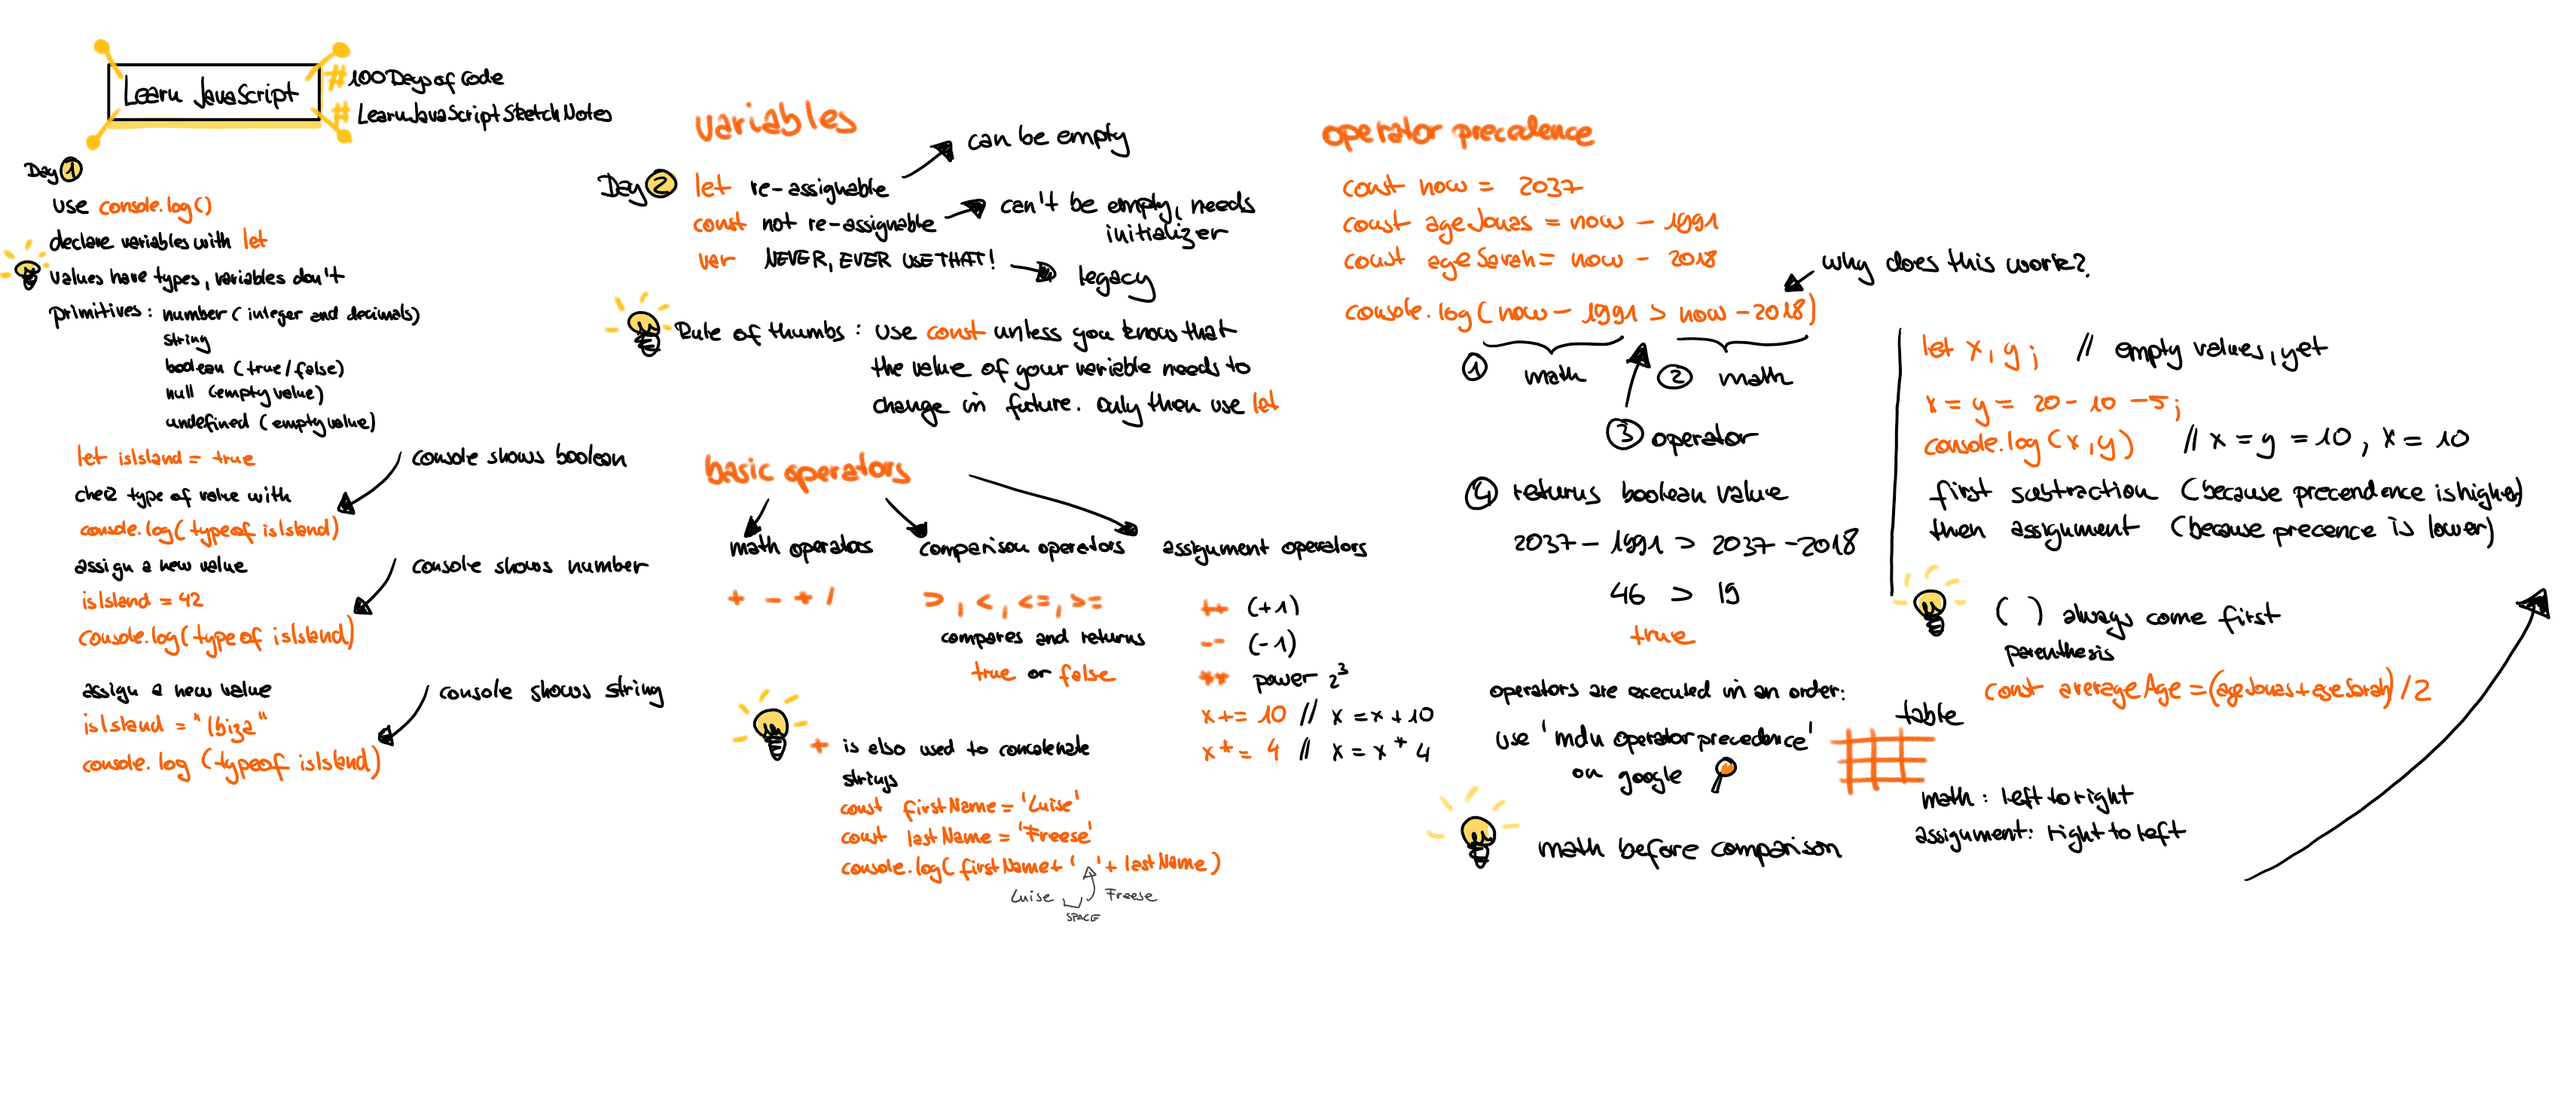 Learn JavaScript
#100DaysofCode
#LearnJavaScriptSketchNotes
Day 1
use console.log()
declare variables with let
values have types, variables don't
primitives: number (integer and decimals)
string
boolean (true/false)
null (empty value)
undefined (empty value)
let isIsland = true
check type of value with
console.log(typeof isIsland)
console shows boolean
assign a new value
isIsland = 42
console.log(typeof isIsland)
console shows number
assign a new value
isIsland = "Ibiza"
console.log (typeof isIsland)
console shows string
variables
Day 2
let re-assignable
can be empty
const not re-assignable
can't be empty, needs
initializer
var NEVER, EVER USE THAT!
legacy
Rule of thumbs: use const unless you know that
the value of your variable needs to
change in future. Only then use let
basic operators
math operators
+ - * /
comparison operators
>, <, <=, >=
compares and returns
true or false
assignment operators
++ (+1)
-- (-1)
** power 2³
x += 10 // x = x + 10
x *= 4 // x = x * 4
+ is also used to concatenate
strings
const firstName = 'Luise'
const lastName = 'Freese'
console.log(firstName+' '+ lastName)
Luise Freese
SPACE
operator precedence
const now = 2037
const ageJonas = now - 1991
const ageSarah = now - 2018
console.log(now - 1991 > now - 2018)
why does this work?
1 math
2 math
3 operator
4 returns boolean value
2037 - 1991 > 2037 - 2018
46 > 19
true
operators are executed in an order:
use 'mdn operator precedence'
on google
table
math before comparison
math: left to right
assignment: right to left
let x, y; // empty values, yet
x = y = 20 - 10 - 5;
console.log(x, y) // x = y = 10, x = 10
first subtraction (because precendence is higher)
then assignment (because precence is lower)
( ) always come first
parenthesis
const averageAge = (ageJonas + ageSarah) / 2